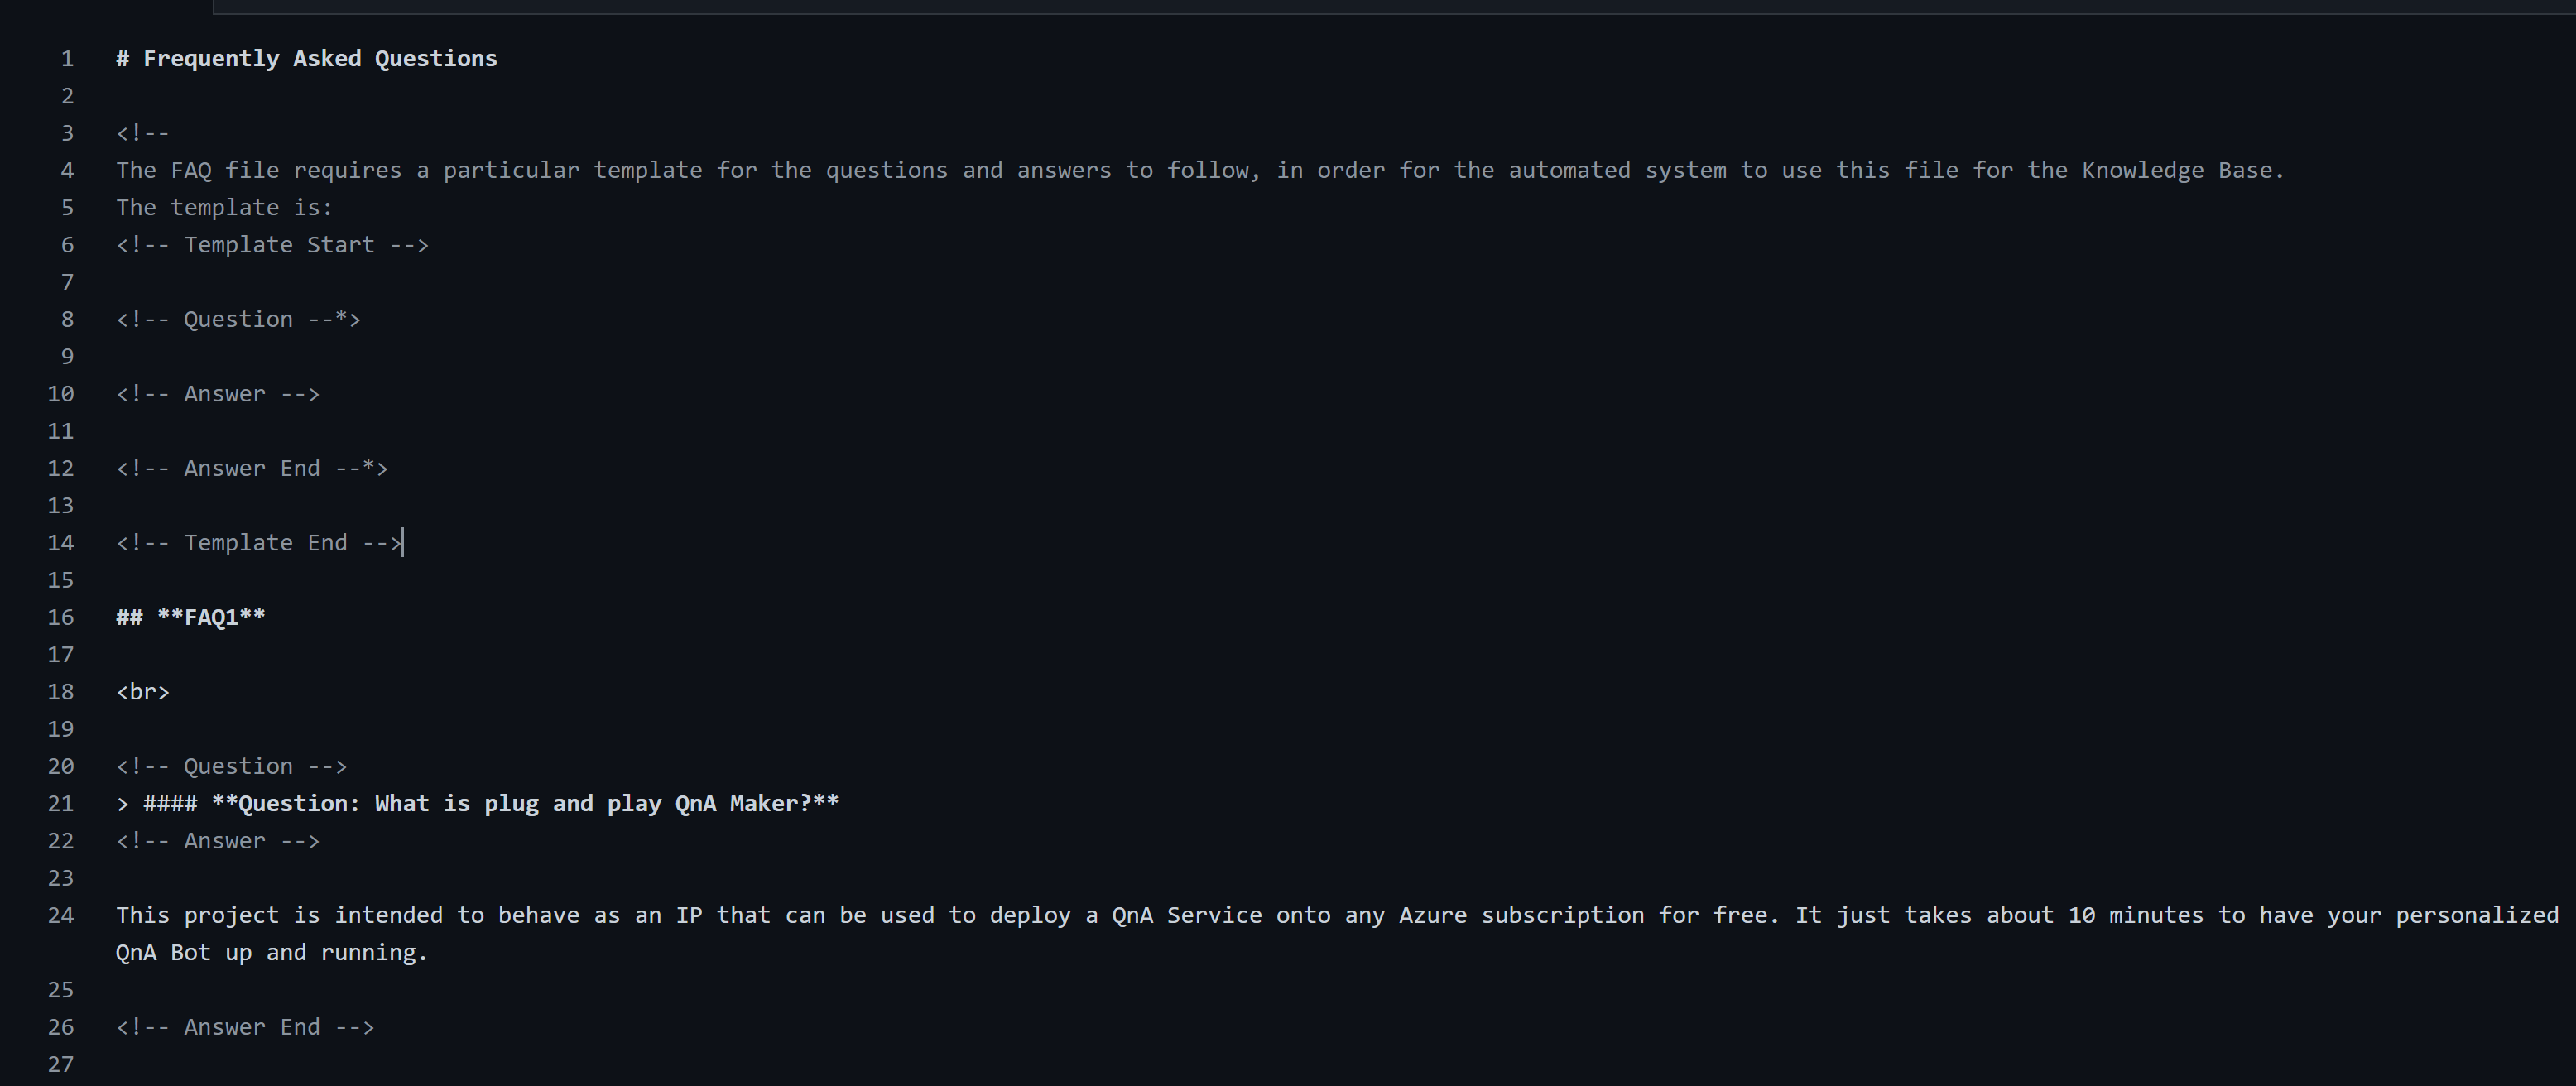 1 # Frequently Asked Questions
2
3 <!--
4 The FAQ file requires a particular template for the questions and answers to follow, in order for the automated system to use this file for the Knowledge Base.
5 The template is:
6 <!-- Template Start -->
7
8 <!-- Question --*>
9
10 <!-- Answer -->
11
12 <!-- Answer End --*>
13
14 <!-- Template End -->
15
16 ## **FAQ1**
17
18 <br>
19
20 <!-- Question -->
21 > #### **Question: What is plug and play QnA Maker?**
22 <!-- Answer -->
23
24 This project is intended to behave as an IP that can be used to deploy a QnA Service onto any Azure subscription for free. It just takes about 10 minutes to have your personalized
QnA Bot up and running.
25
26 <!-- Answer End -->
27